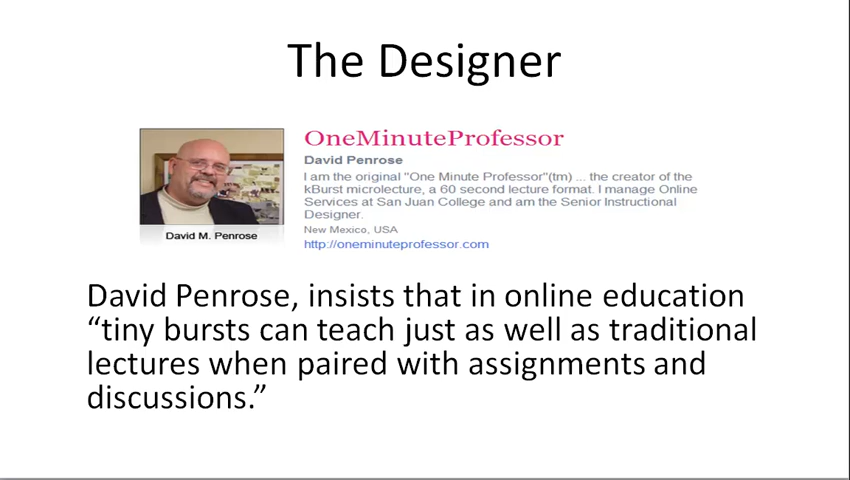 The Designer
OneMinuteProfessor
David Penrose
I am the original "One Minute Professor"(tm) ... the creator of the
kBurst microlecture, a 60 second lecture format. I manage Online
Services at San Juan College and am the Senior Instructional
Designer.
New Mexico, USA
http://oneminuteprofessor.com
David M. Penrose
David Penrose, insists that in online education
“tiny bursts can teach just as well as traditional
lectures when paired with assignments and
discussions.”